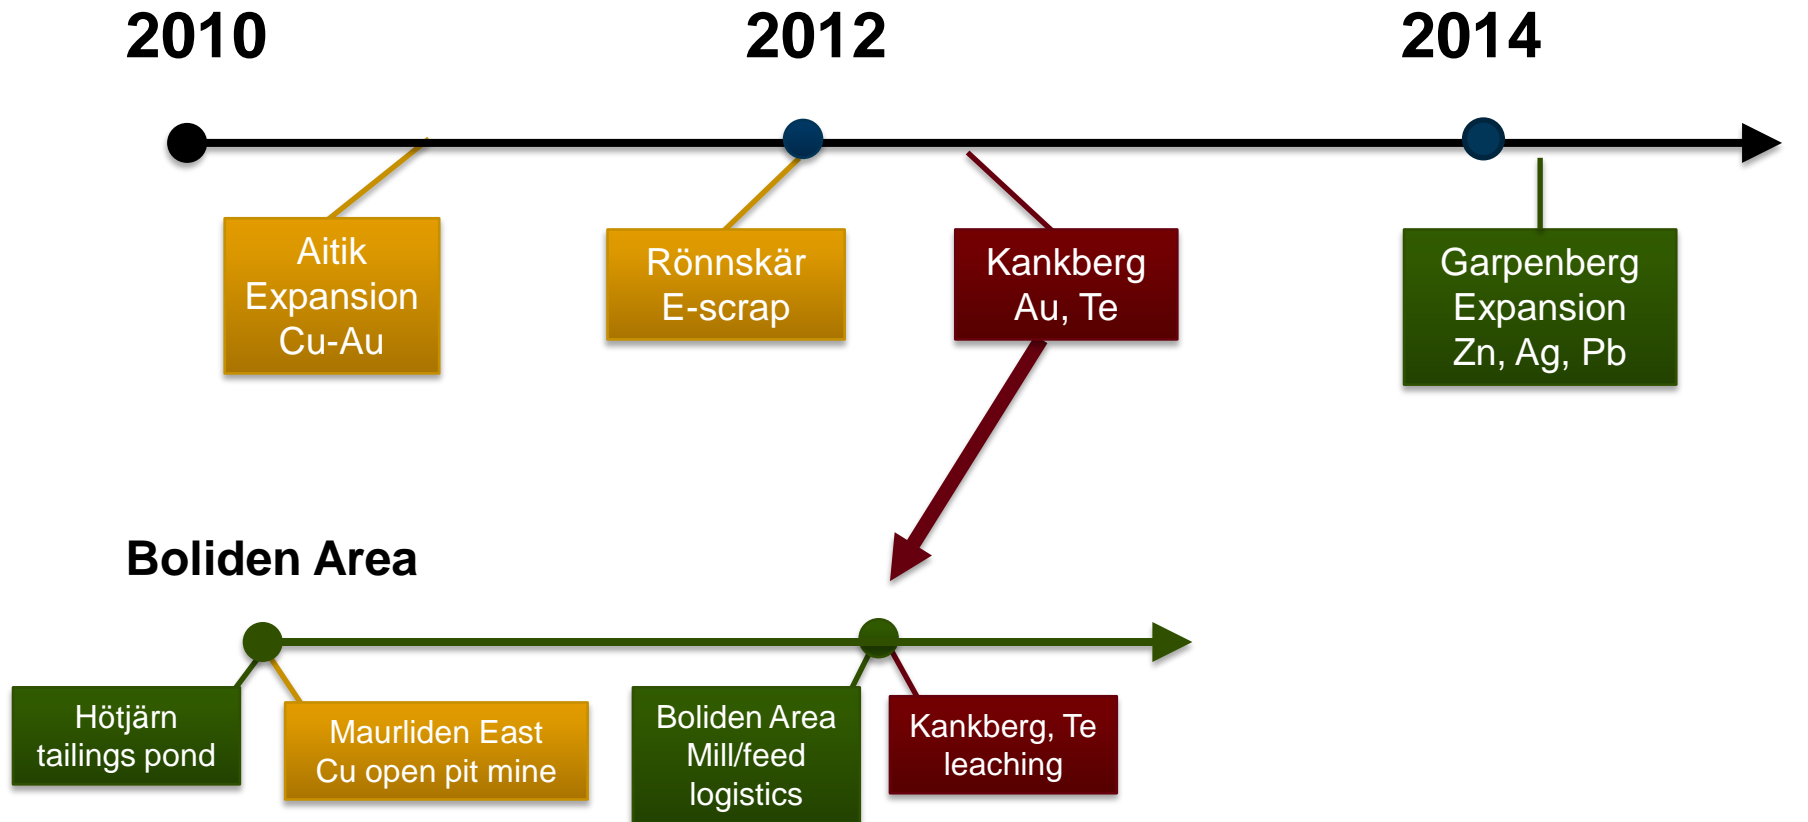 2010
2012
2014
Aitik
Expansion
Cu-Au
Rönnskär
E-scrap
Kankberg
Au, Te
Garpenberg
Expansion
Zn, Ag, Pb
Boliden Area
Hötjärn
tailings pond
Maurliden East
Cu open pit mine
Boliden Area
Mill/feed
logistics
Kankberg, Te
leaching